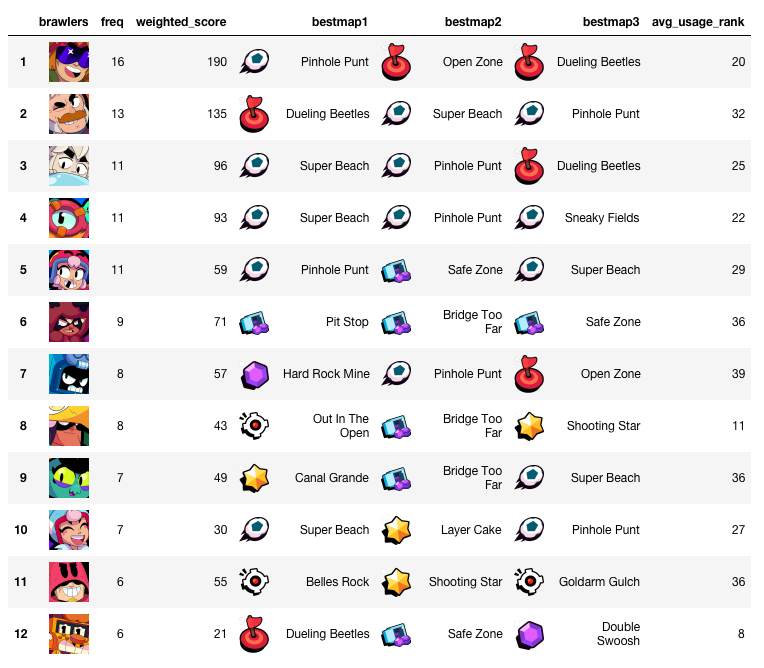 brawlers freq weighted_score bestmap1 bestmap2 bestmap3 avg_usage_rank
1 16 190 Pinhole Punt Open Zone Dueling Beetles 20
2 13 135 Dueling Beetles Super Beach Pinhole Punt 32
3 11 96 Super Beach Pinhole Punt Dueling Beetles 25
4 11 93 Super Beach Pinhole Punt Sneaky Fields 22
5 11 59 Pinhole Punt Safe Zone Super Beach 29
6 9 71 Pit Stop Bridge Too Far Safe Zone 36
7 8 57 Hard Rock Mine Pinhole Punt Open Zone 39
8 8 43 Out In The Open Bridge Too Far Shooting Star 11
9 7 49 Canal Grande Bridge Too Far Super Beach 36
10 7 30 Super Beach Layer Cake Pinhole Punt 27
11 6 55 Belles Rock Shooting Star Goldarm Gulch 36
12 6 21 Dueling Beetles Safe Zone Double Swoosh 8